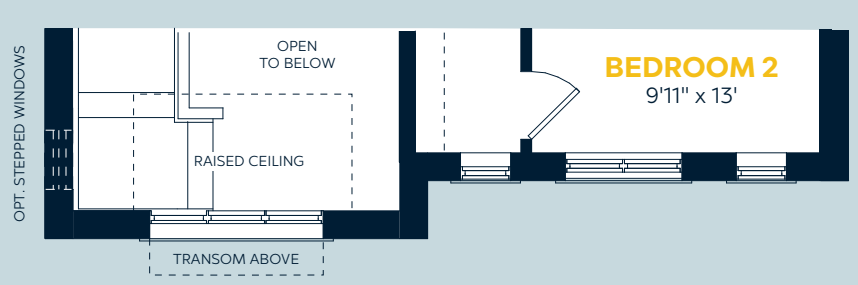 OPT. STEPPED WINDOWS
OPEN
TO BELOW
BEDROOM 2
9'11" x 13'
RAISED CEILING
TRANSOM ABOVE